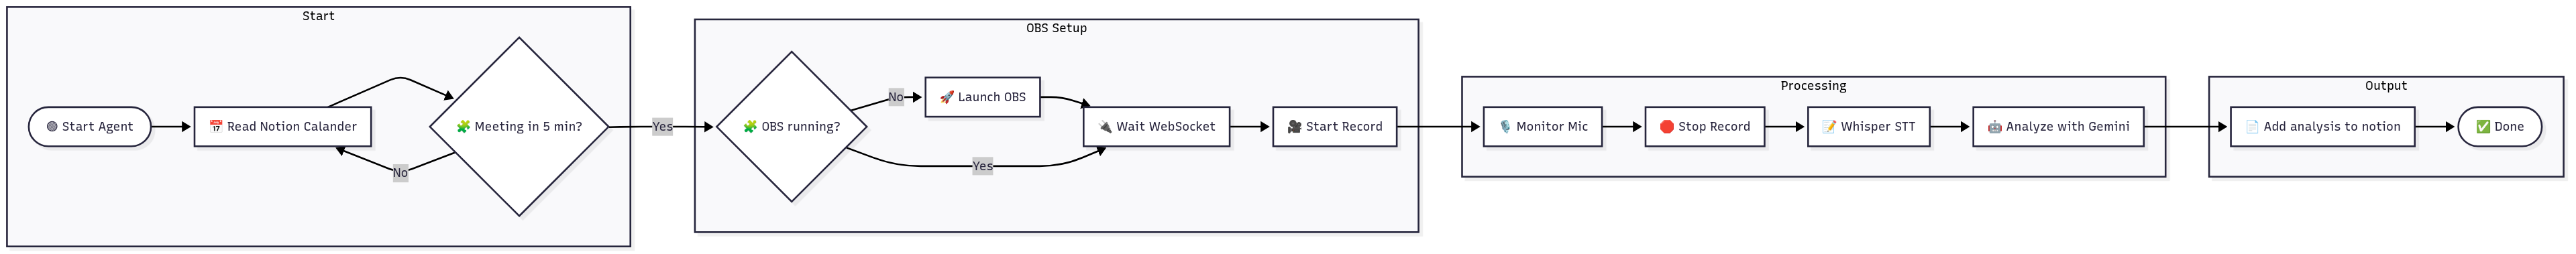 Start
⚫ Start Agent
📅 Read Notion Calander
🧩 Meeting in 5 min?
No
Yes
OBS Setup
🧩 OBS running?
No
🚀 Launch OBS
Yes
🔌 Wait WebSocket
🎥 Start Record
Processing
🎙️ Monitor Mic
🛑 Stop Record
📝 Whisper STT
🤖 Analyze with Gemini
Output
📄 Add analysis to notion
✅ Done